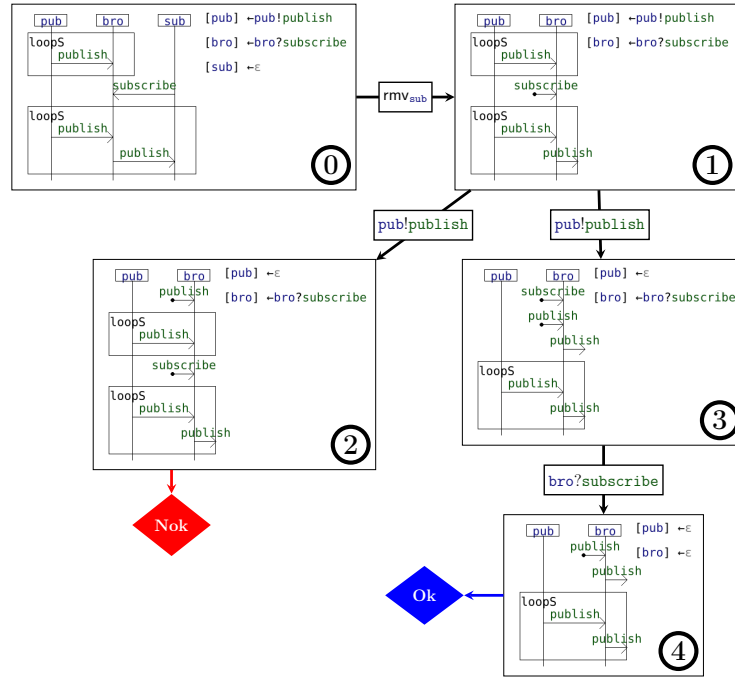 pub bro sub [pub] ←pub!publish
loopS [bro] ←bro?subscribe
publish
subscribe [sub] ←ε
loopS
publish
publish
0
rmv_sub
pub bro [pub] ←pub!publish
loopS [bro] ←bro?subscribe
publish
subscribe
loopS
publish
publish
1
pub!publish
pub!publish
pub bro [pub] ←ε
publish [bro] ←bro?subscribe
loopS
publish
subscribe
loopS
publish
publish
2
pub bro [pub] ←ε
subscribe [bro] ←bro?subscribe
publish
publish
loopS
publish
publish
3
Nok
bro?subscribe
pub bro [pub] ←ε
publish [bro] ←ε
publish
loopS
publish
publish
4
Ok